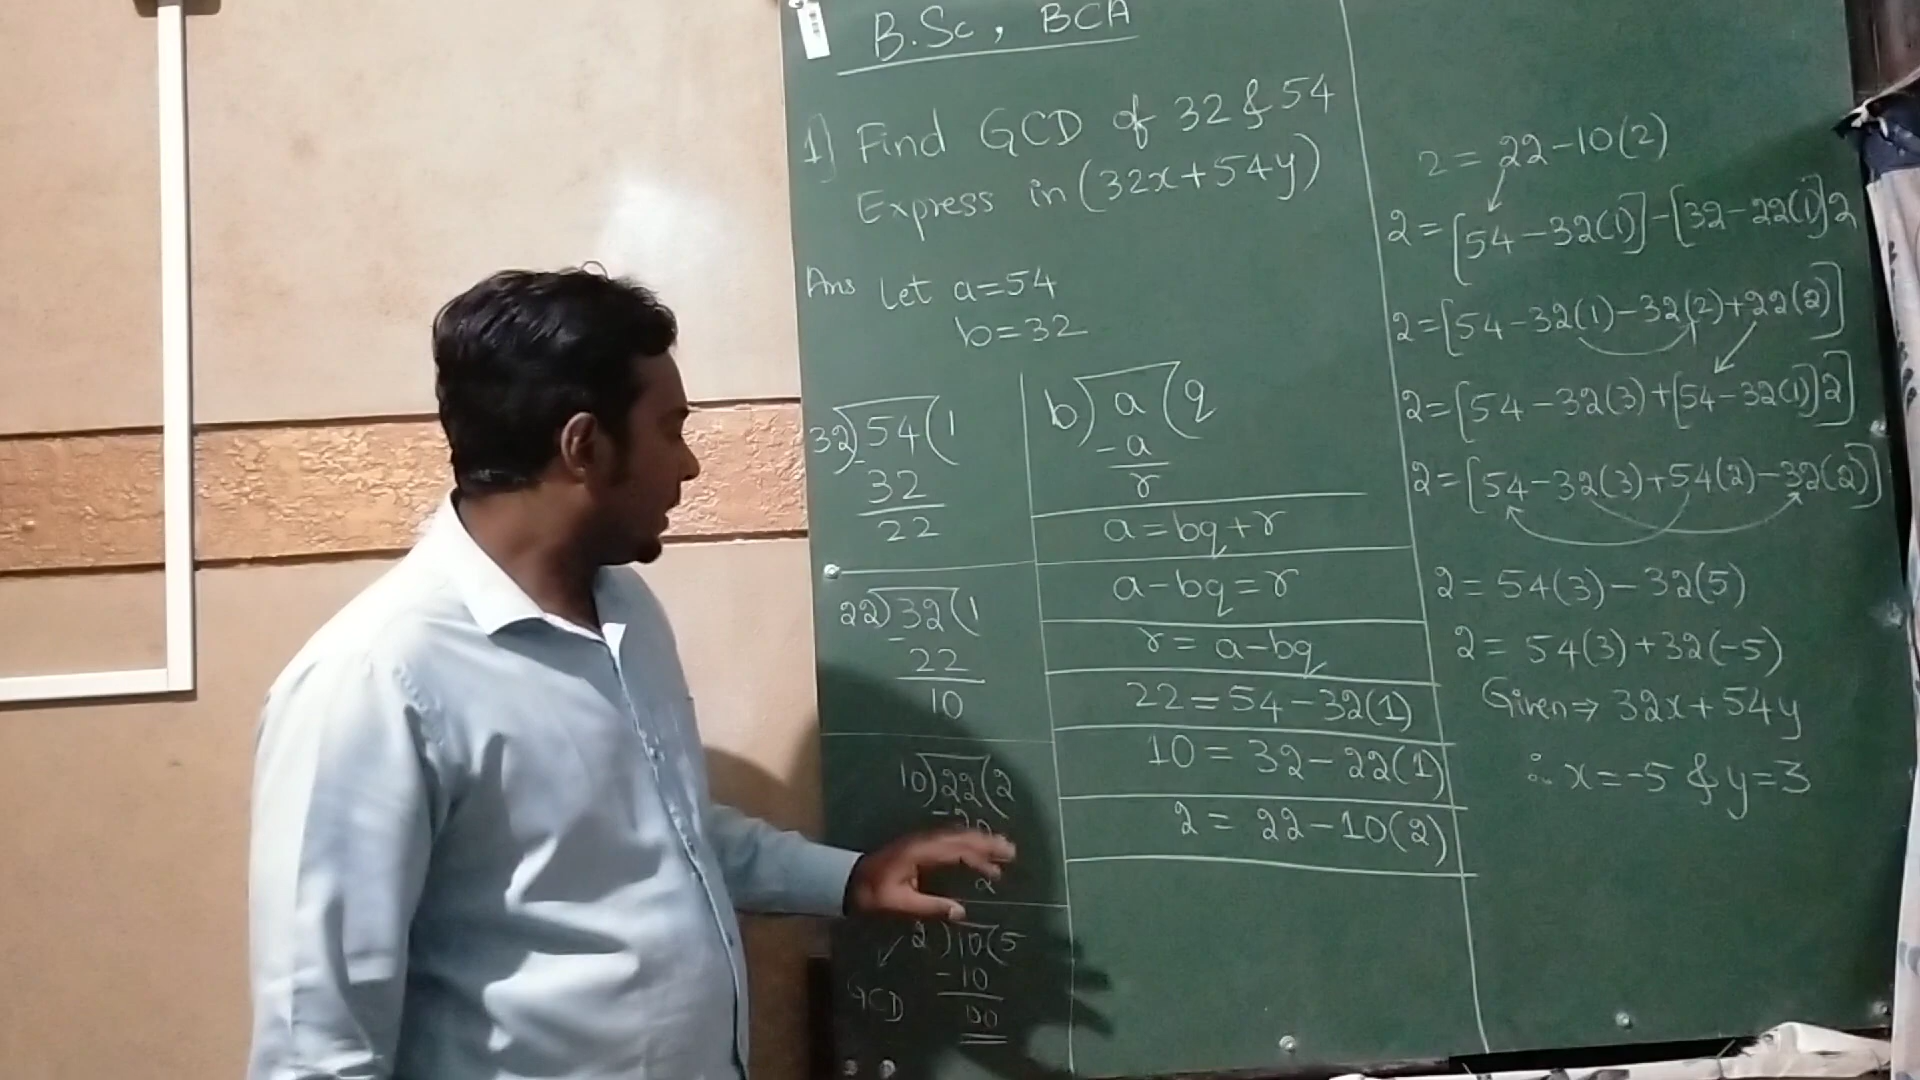 B.Sc, BCA
1] Find GCD of 32 & 54
Express in (32x+54y)
Ans Let a=54
b=32
32)54(1
32
22
22)32(1
-22
10
10)22(2
2
2)10(5
-10
00
GCD
b)a(q
-a
r
a=bq+r
a-bq=r
r=a-bq
22=54-32(1)
10=32-22(1)
2=22-10(2)
2=22-10(2)
2=[54-32(1)]-[32-22(1)]2
2=[54-32(1)-32(2)+22(2)]
2=[54-32(3)+[54-32(1)]2]
2=[54-32(3)+54(2)-32(2)]
2=54(3)-32(5)
2=54(3)+32(-5)
Given⇒32x+54y
∴x=-5 & y=3